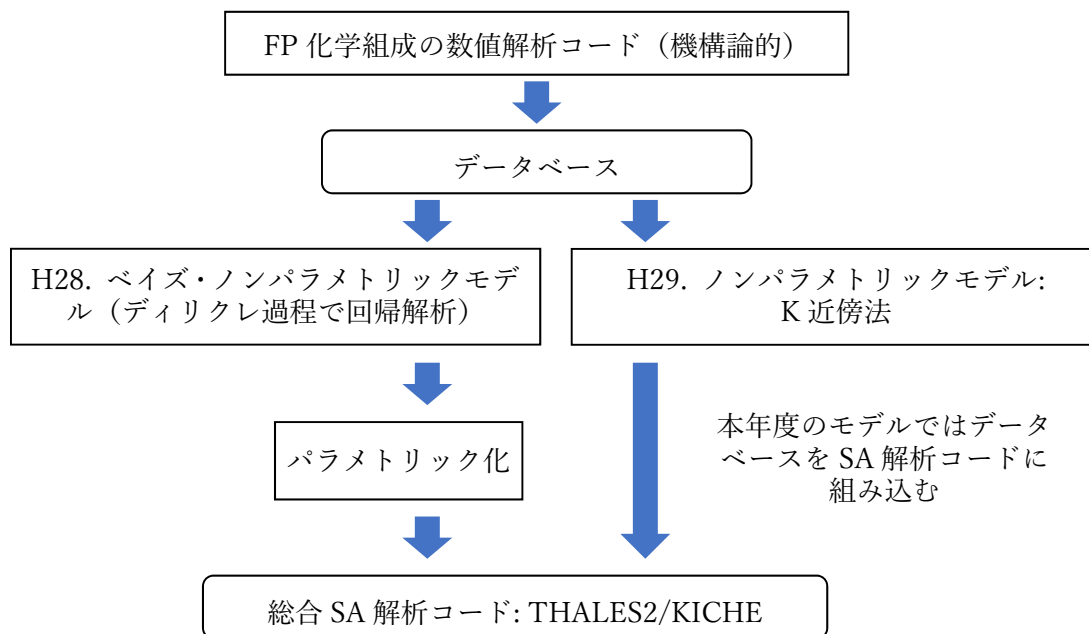 FP 化学組成の数値解析コード（機構論的）
データベース
H28. ベイズ・ノンパラメトリックモデ
ル（ディリクレ過程で回帰解析）
H29. ノンパラメトリックモデル:
K 近傍法
パラメトリック化
本年度のモデルではデータ
ベースを SA 解析コードに
組み込む
総合 SA 解析コード: THALES2/KICHE